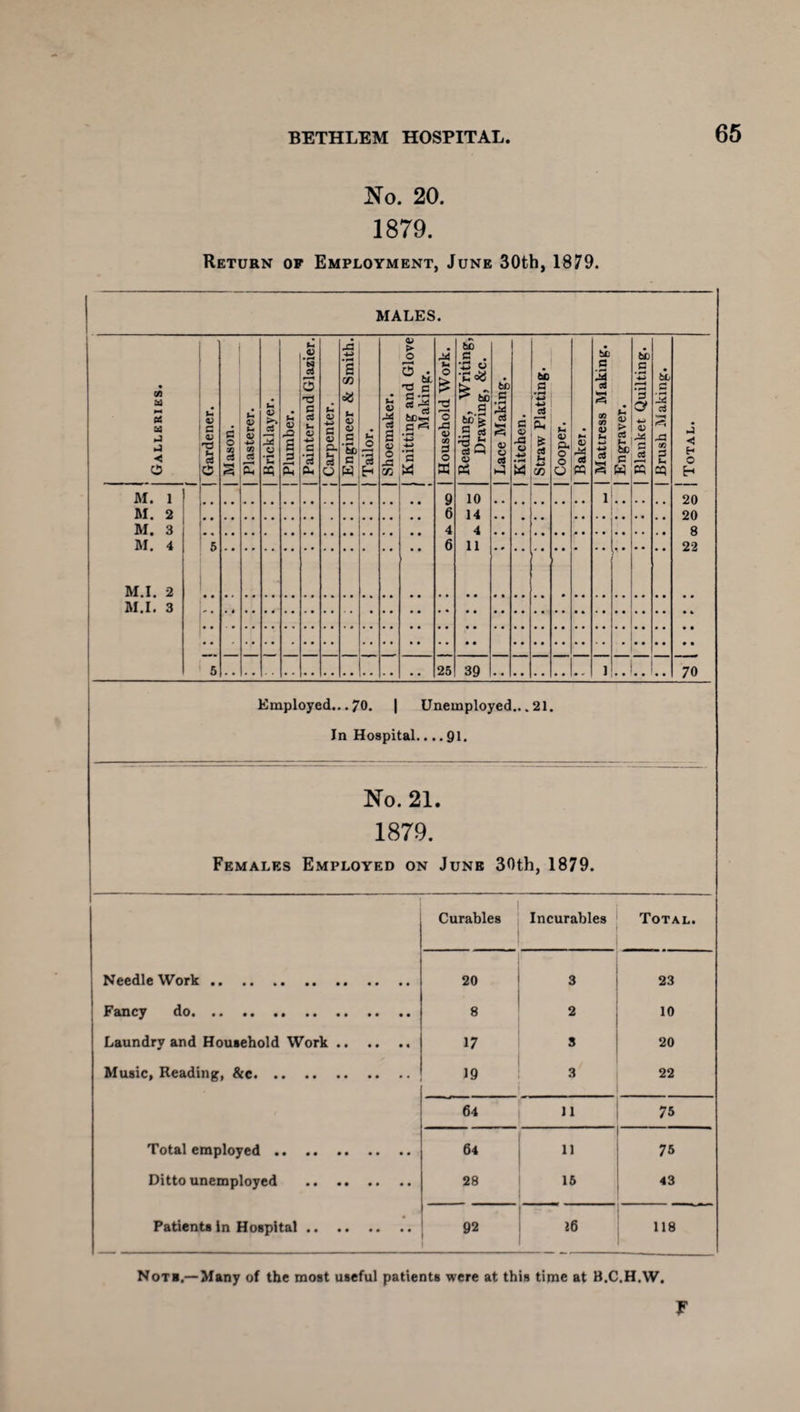 BETHLEM HOSPITAL. 65
No. 20.
1879.
Return of Employment, June 30th, 1879.
MALES.
Galleries. Gardener. Mason. Plasterer. Bricklayer. Plumber. Painter and Glazier. Carpenter. Engineer & Smith. Tailor. Shoemaker. Knitting and Glove Making. Household Work. Reading, Writing, Drawing, &c. Lace Making. Kitchen. Straw Platting. Cooper. Baker. Mattress Making. Engraver. Blanket Quilting. Brush Making. Total.
M. 1 .. .. .. .. .. .. .. .. .. .. .. 9 10 .. .. .. .. .. 1 .. .. .. 20
M. 2 .. .. .. .. .. .. .. .. .. .. .. 6 14 .. .. .. .. .. .. .. .. .. 20
M. 3 .. .. .. .. .. .. .. .. .. .. .. 4 4 .. .. .. .. .. .. .. .. .. 8
M. 4 5 .. .. .. .. .. .. .. .. .. .. 6 11 .. .. .. .. .. .. .. .. .. 22
M.I. 2 .. .. .. .. .. .. .. .. .. .. .. .. .. .. .. .. .. .. .. .. .. .. ..
M.I. 3 .. .. .. .. .. .. .. .. .. .. .. .. .. .. .. .. .. .. .. .. .. .. ..
5 .. .. .. .. .. .. .. .. .. .. 25 39 .. .. .. .. .. 1 .. .. .. 70
Employed...70. | Unemployed...21.
In Hospital....91.
No. 21.
1879.
Females Employed on June 30th, 1879.
Curables Incurables Total.
Needle Work .. .. .. .. .. .. .. 20 3 23
Fancy do. .. .. .. .. .. .. .. 8 2 10
Laundry and Household Work .. .. .. 17 3 20
Music, Reading, &c. .. .. .. .. .. 19 3 22
64 11 75
Total employed .. .. .. .. .. 64 11 75
Ditto unemployed .. .. .. .. 28 15 43
Patients in Hospital .. .. .. .. 92 26 118
Note.—Many of the most useful patients were at this time at B.C.H.W.
F